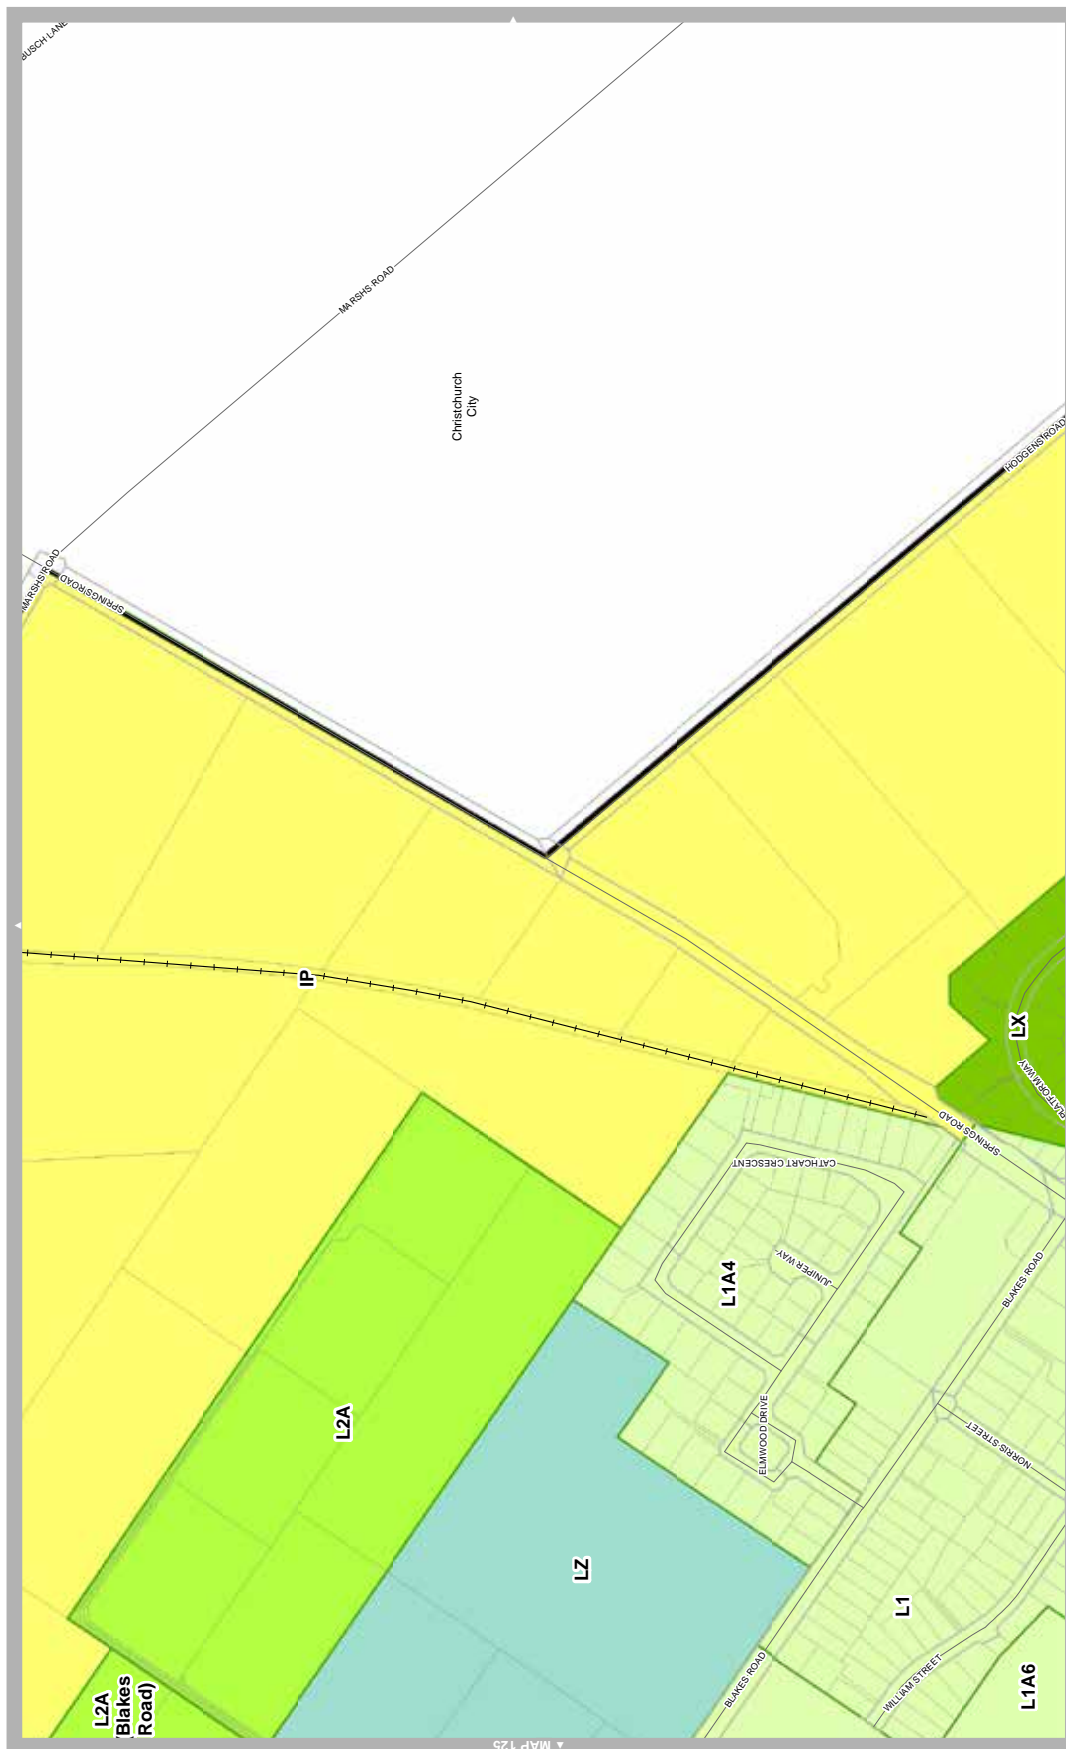 BUSCH LANE
MARSHS ROAD
Christchurch
City
HODGENS ROAD
MARSHS ROAD
SPRINGS ROAD
IP
LX
PLATFORM WAY
SPRINGS ROAD
CATHCART CRESCENT
JUNIPER WAY
L1A4
BLAKES ROAD
L2A
ELMWOOD DRIVE
NORRIS STREET
LZ
L1
L2A
(Blakes
Road)
BLAKES ROAD
WILLIAM STREET
L1A6
▲ MAP 125